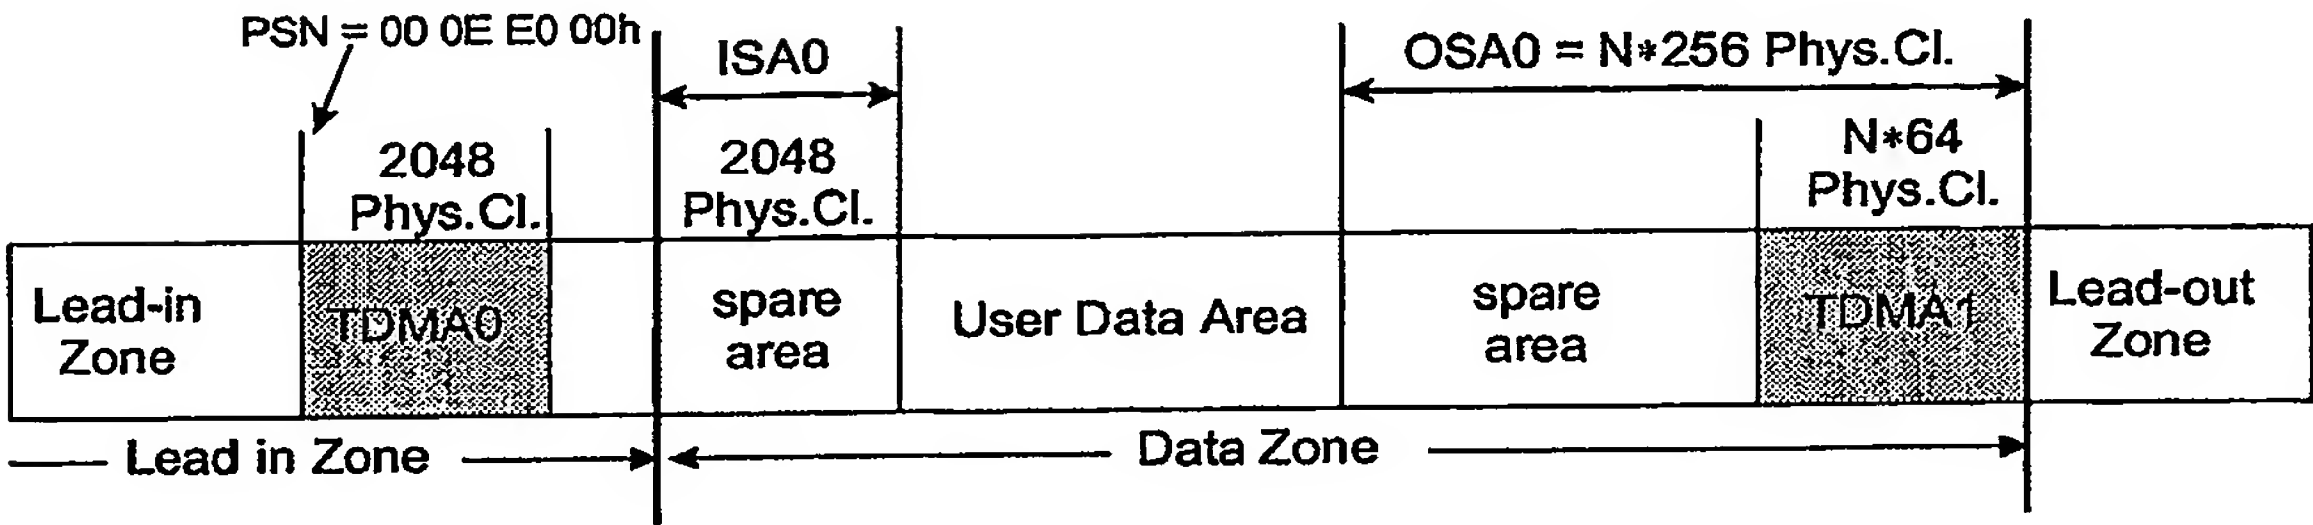 PSN = 00 0E E0 00h
ISA0
OSA0 = N*256 Phys.Cl.
2048
Phys.Cl.
2048
Phys.Cl.
N*64
Phys.Cl.
Lead-in
Zone
TDMA0
spare
area
User Data Area
spare
area
TDMA1
Lead-out
Zone
Lead in Zone
Data Zone